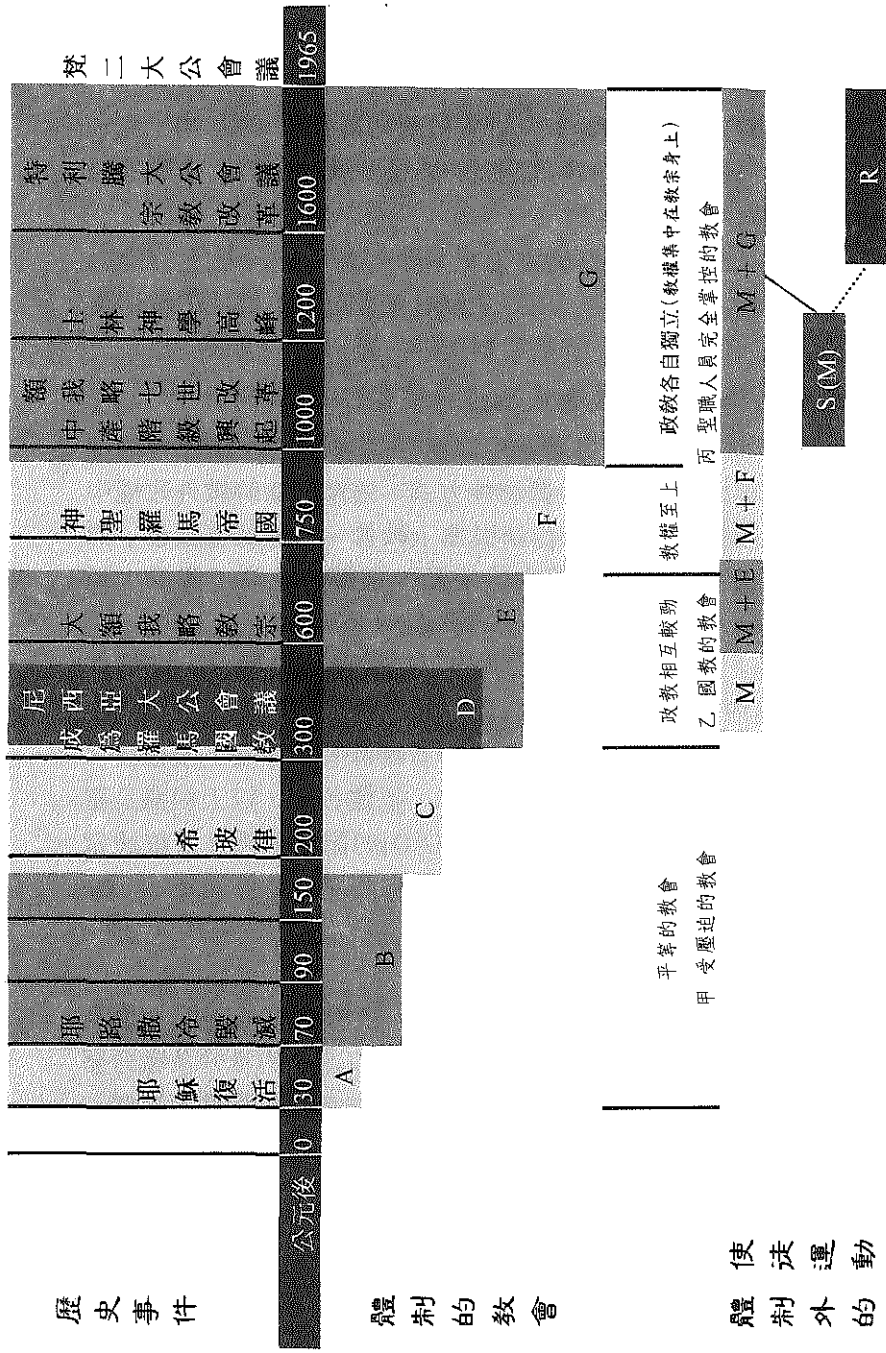 歷史事件
耶穌復活
耶路撒冷毀滅
希玻律
成爲羅馬國教
尼西亞大公會議
大額我略教宗
神聖羅馬帝國
中產階級興起
額我略七世改革
士林神學高峰
宗教改革
特利騰大公會議
梵二大公會議
公元後 0 30 70 90 150 200 300 600 750 1000 1200 1600 1965
體制的教會
A
B
C
D
E
F
G
平等的教會
甲 受壓迫的教會
政教相互較勁
乙 國教的教會
教權至上
政教各自獨立(教權集中在教宗身上)
丙 聖職人員完全掌控的教會
體制外的
使徒運動
M
M + E
M + F
M + G
S (M)
R